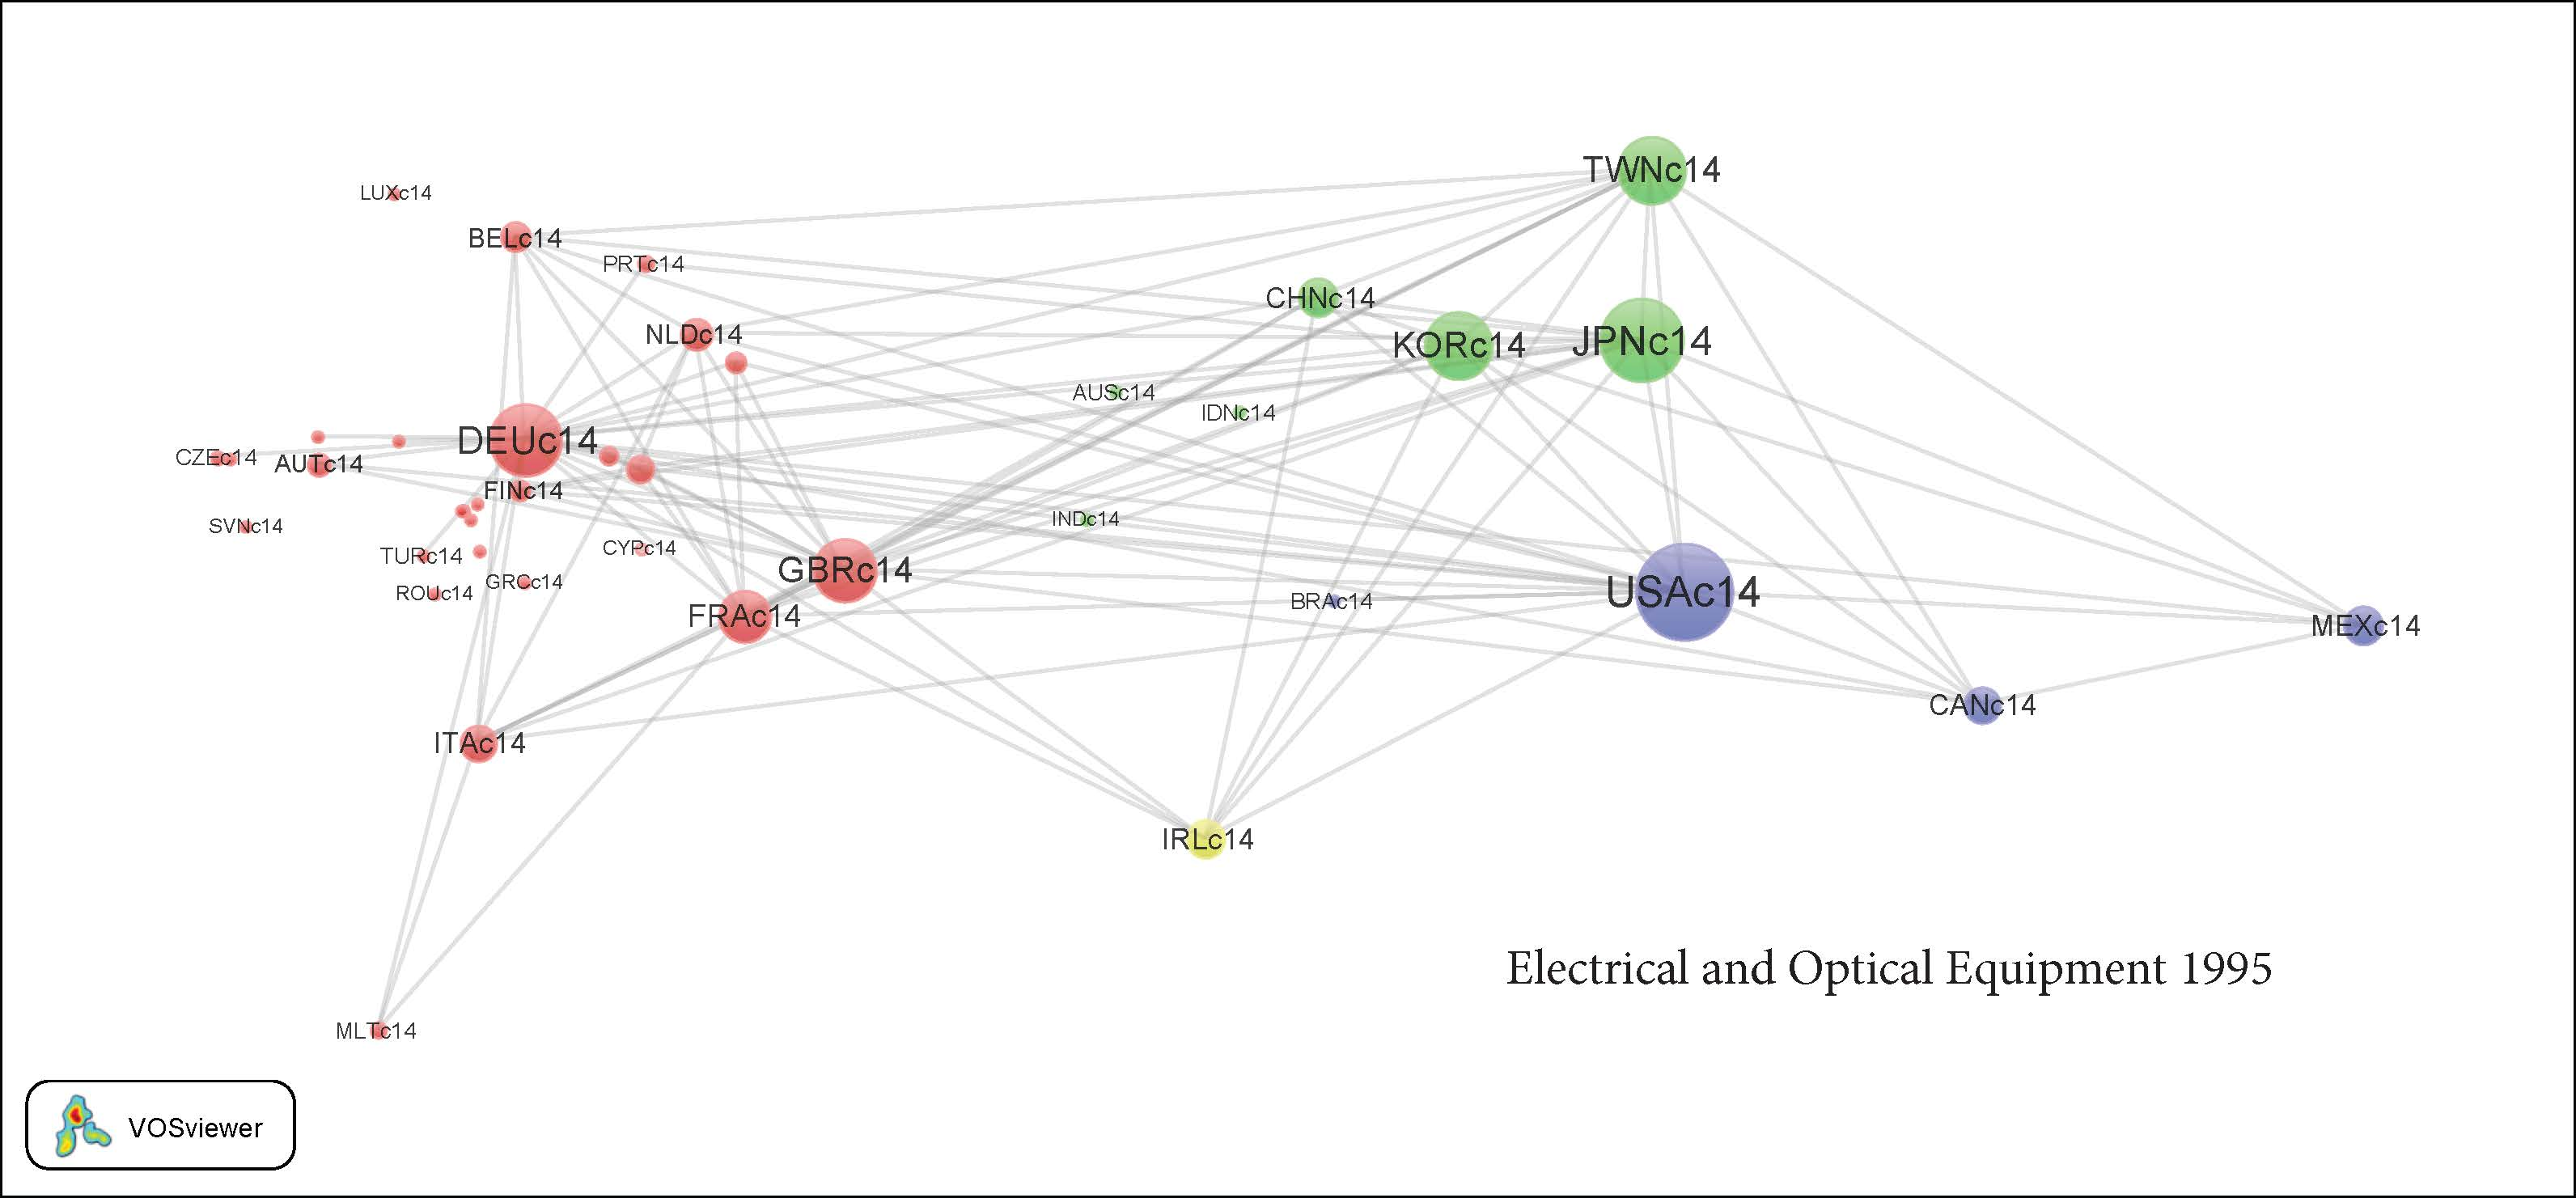 TWNc14
LUXc14
BELc14
PRTc14
CHNc14
NLDc14
KORc14
JPNc14
AUSc14
IDNc14
DEUc14
CZEc14
AUTc14
FINc14
INDc14
SVNc14
TURc14
CYPc14
GRCc14
ROUc14
GBRc14
FRAc14
BRAc14
USAc14
MEXc14
CANc14
ITAc14
IRLc14
Electrical and Optical Equipment 1995
MLTc14
VOSviewer